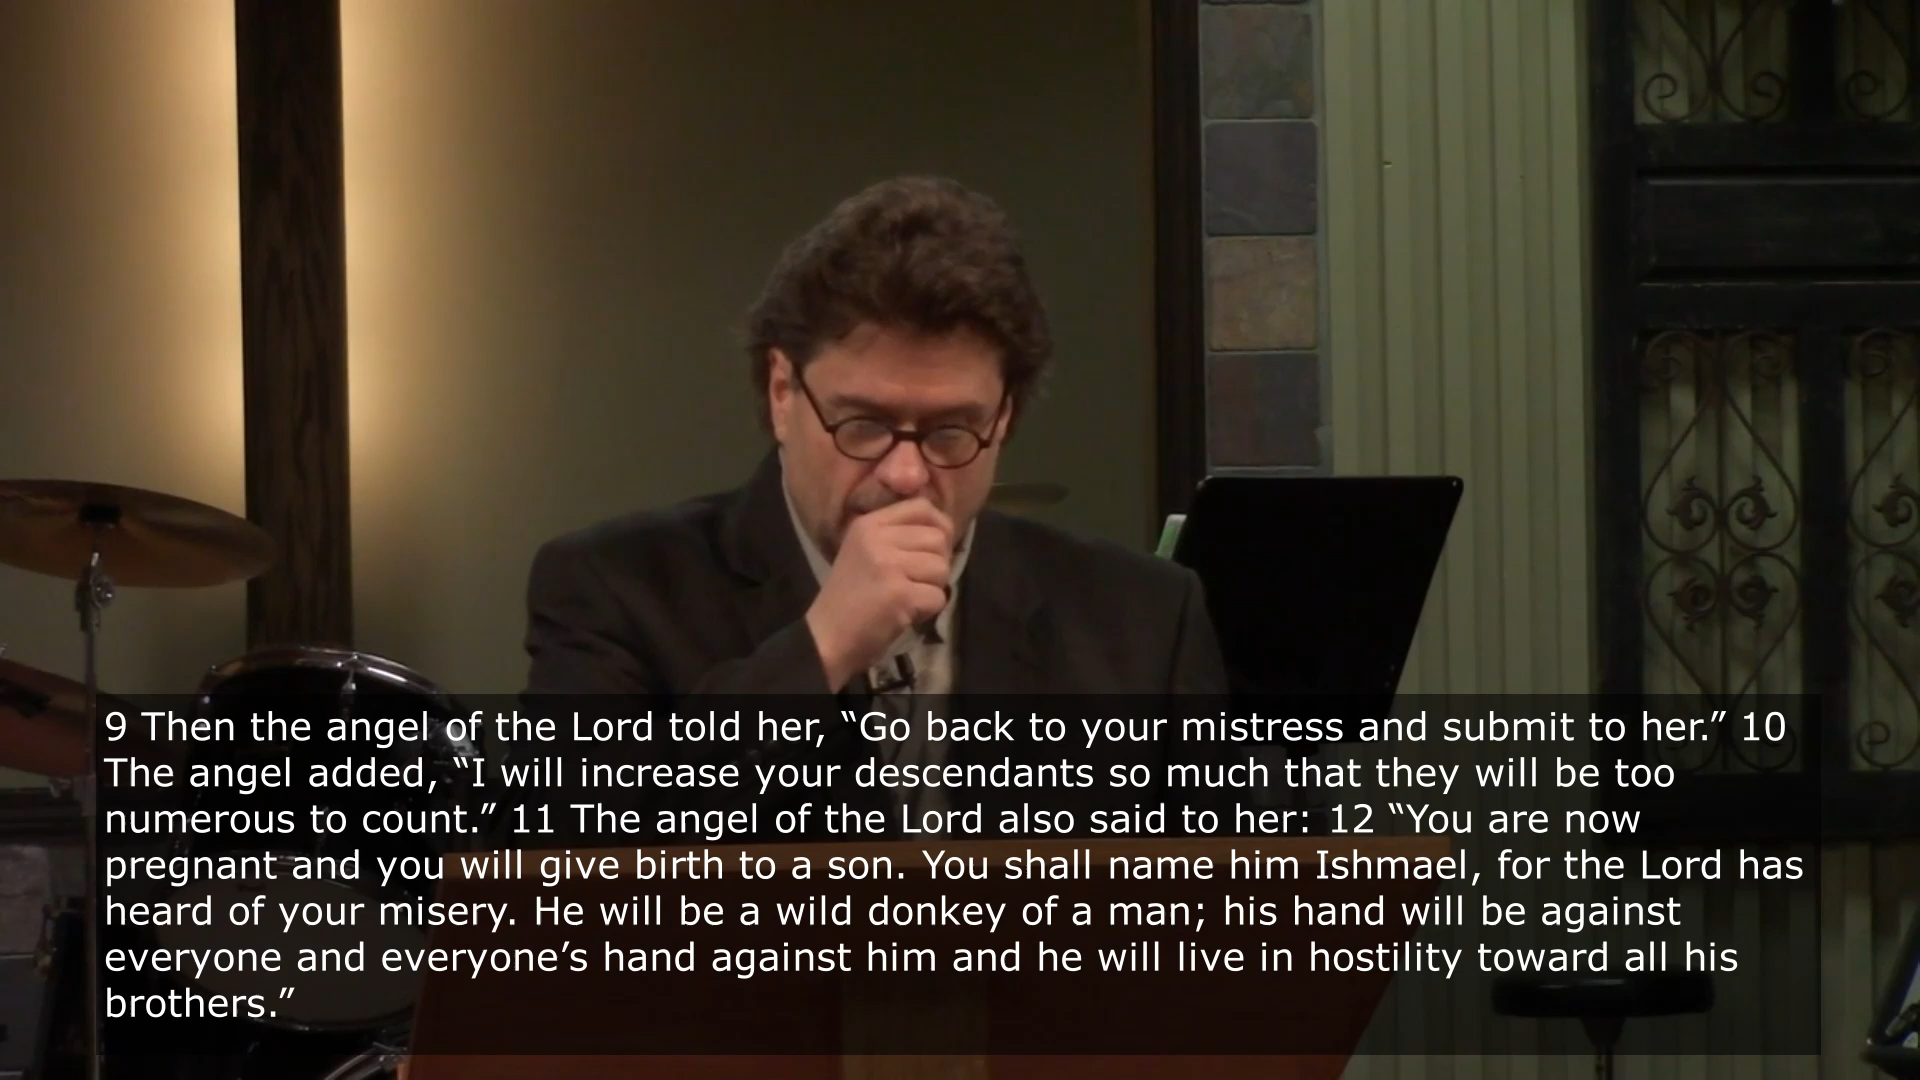 9 Then the angel of the Lord told her, “Go back to your mistress and submit to her.” 10
The angel added, “I will increase your descendants so much that they will be too
numerous to count.” 11 The angel of the Lord also said to her: 12 “You are now
pregnant and you will give birth to a son. You shall name him Ishmael, for the Lord has
heard of your misery. He will be a wild donkey of a man; his hand will be against
everyone and everyone’s hand against him and he will live in hostility toward all his
brothers.”